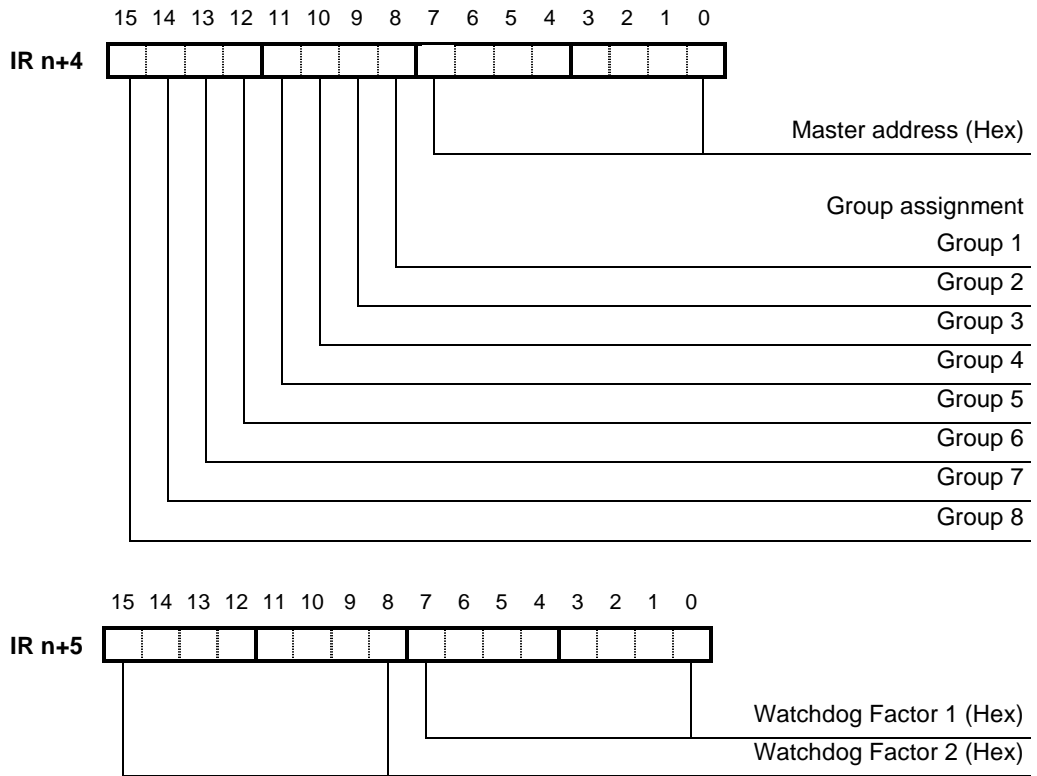 15 14 13 12 11 10 9 8 7 6 5 4 3 2 1 0
IR n+4
Master address (Hex)
Group assignment
Group 1
Group 2
Group 3
Group 4
Group 5
Group 6
Group 7
Group 8
15 14 13 12 11 10 9 8 7 6 5 4 3 2 1 0
IR n+5
Watchdog Factor 1 (Hex)
Watchdog Factor 2 (Hex)